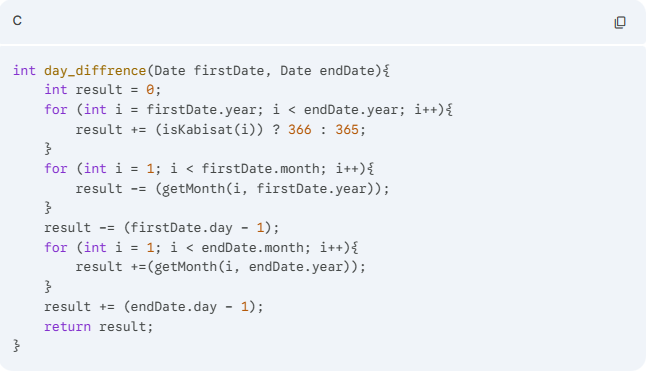 C
int day_diffrence(Date firstDate, Date endDate){
    int result = 0;
    for (int i = firstDate.year; i < endDate.year; i++){
        result += (isKabisat(i)) ? 366 : 365;
    }
    for (int i = 1; i < firstDate.month; i++){
        result -= (getMonth(i, firstDate.year));
    }
    result -= (firstDate.day - 1);
    for (int i = 1; i < endDate.month; i++){
        result +=(getMonth(i, endDate.year));
    }
    result += (endDate.day - 1);
    return result;
}